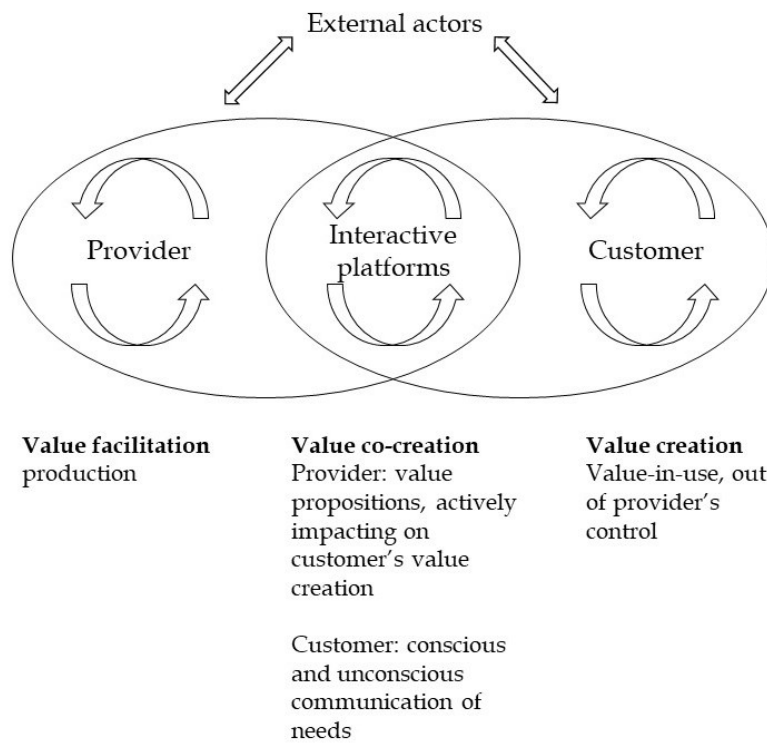 External actors
Provider
Interactive
platforms
Customer
Value facilitation
production
Value co-creation
Provider: value
propositions, actively
impacting on
customer’s value
creation
Customer: conscious
and unconscious
communication of
needs
Value creation
Value-in-use, out
of provider’s
control